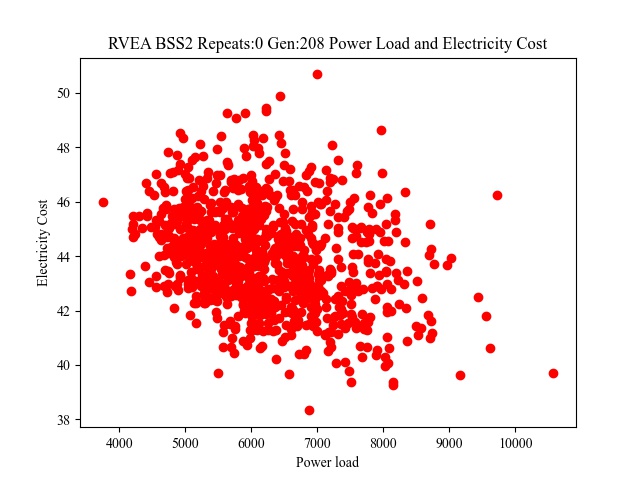 RVEA BSS2 Repeats:0 Gen:208 Power Load and Electricity Cost
Electricity Cost
50
48
46
44
42
40
38
4000 5000 6000 7000 8000 9000 10000
Power load